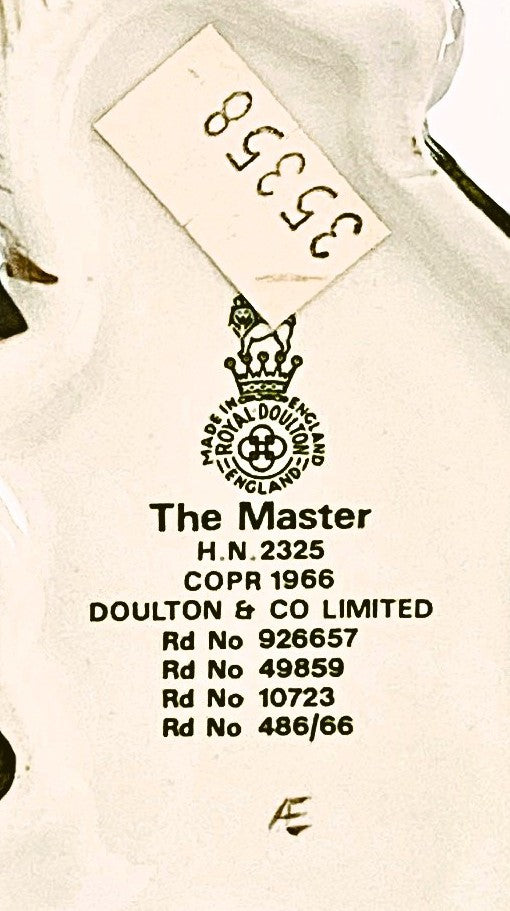 35358
MADE IN ENGLAND
ROYAL DOULTON
ENGLAND
The Master
H.N.2325
COPR 1966
DOULTON & CO LIMITED
Rd No 926657
Rd No 49859
Rd No 10723
Rd No 486/66
Æ